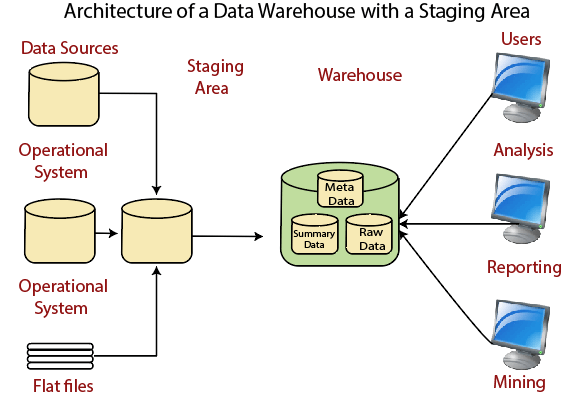 Architecture of a Data Warehouse with a Staging Area
Data Sources
Staging
Area
Warehouse
Users
Operational
System
Analysis
Meta
Data
Summary
Data
Raw
Data
Operational
System
Reporting
Flat files
Mining